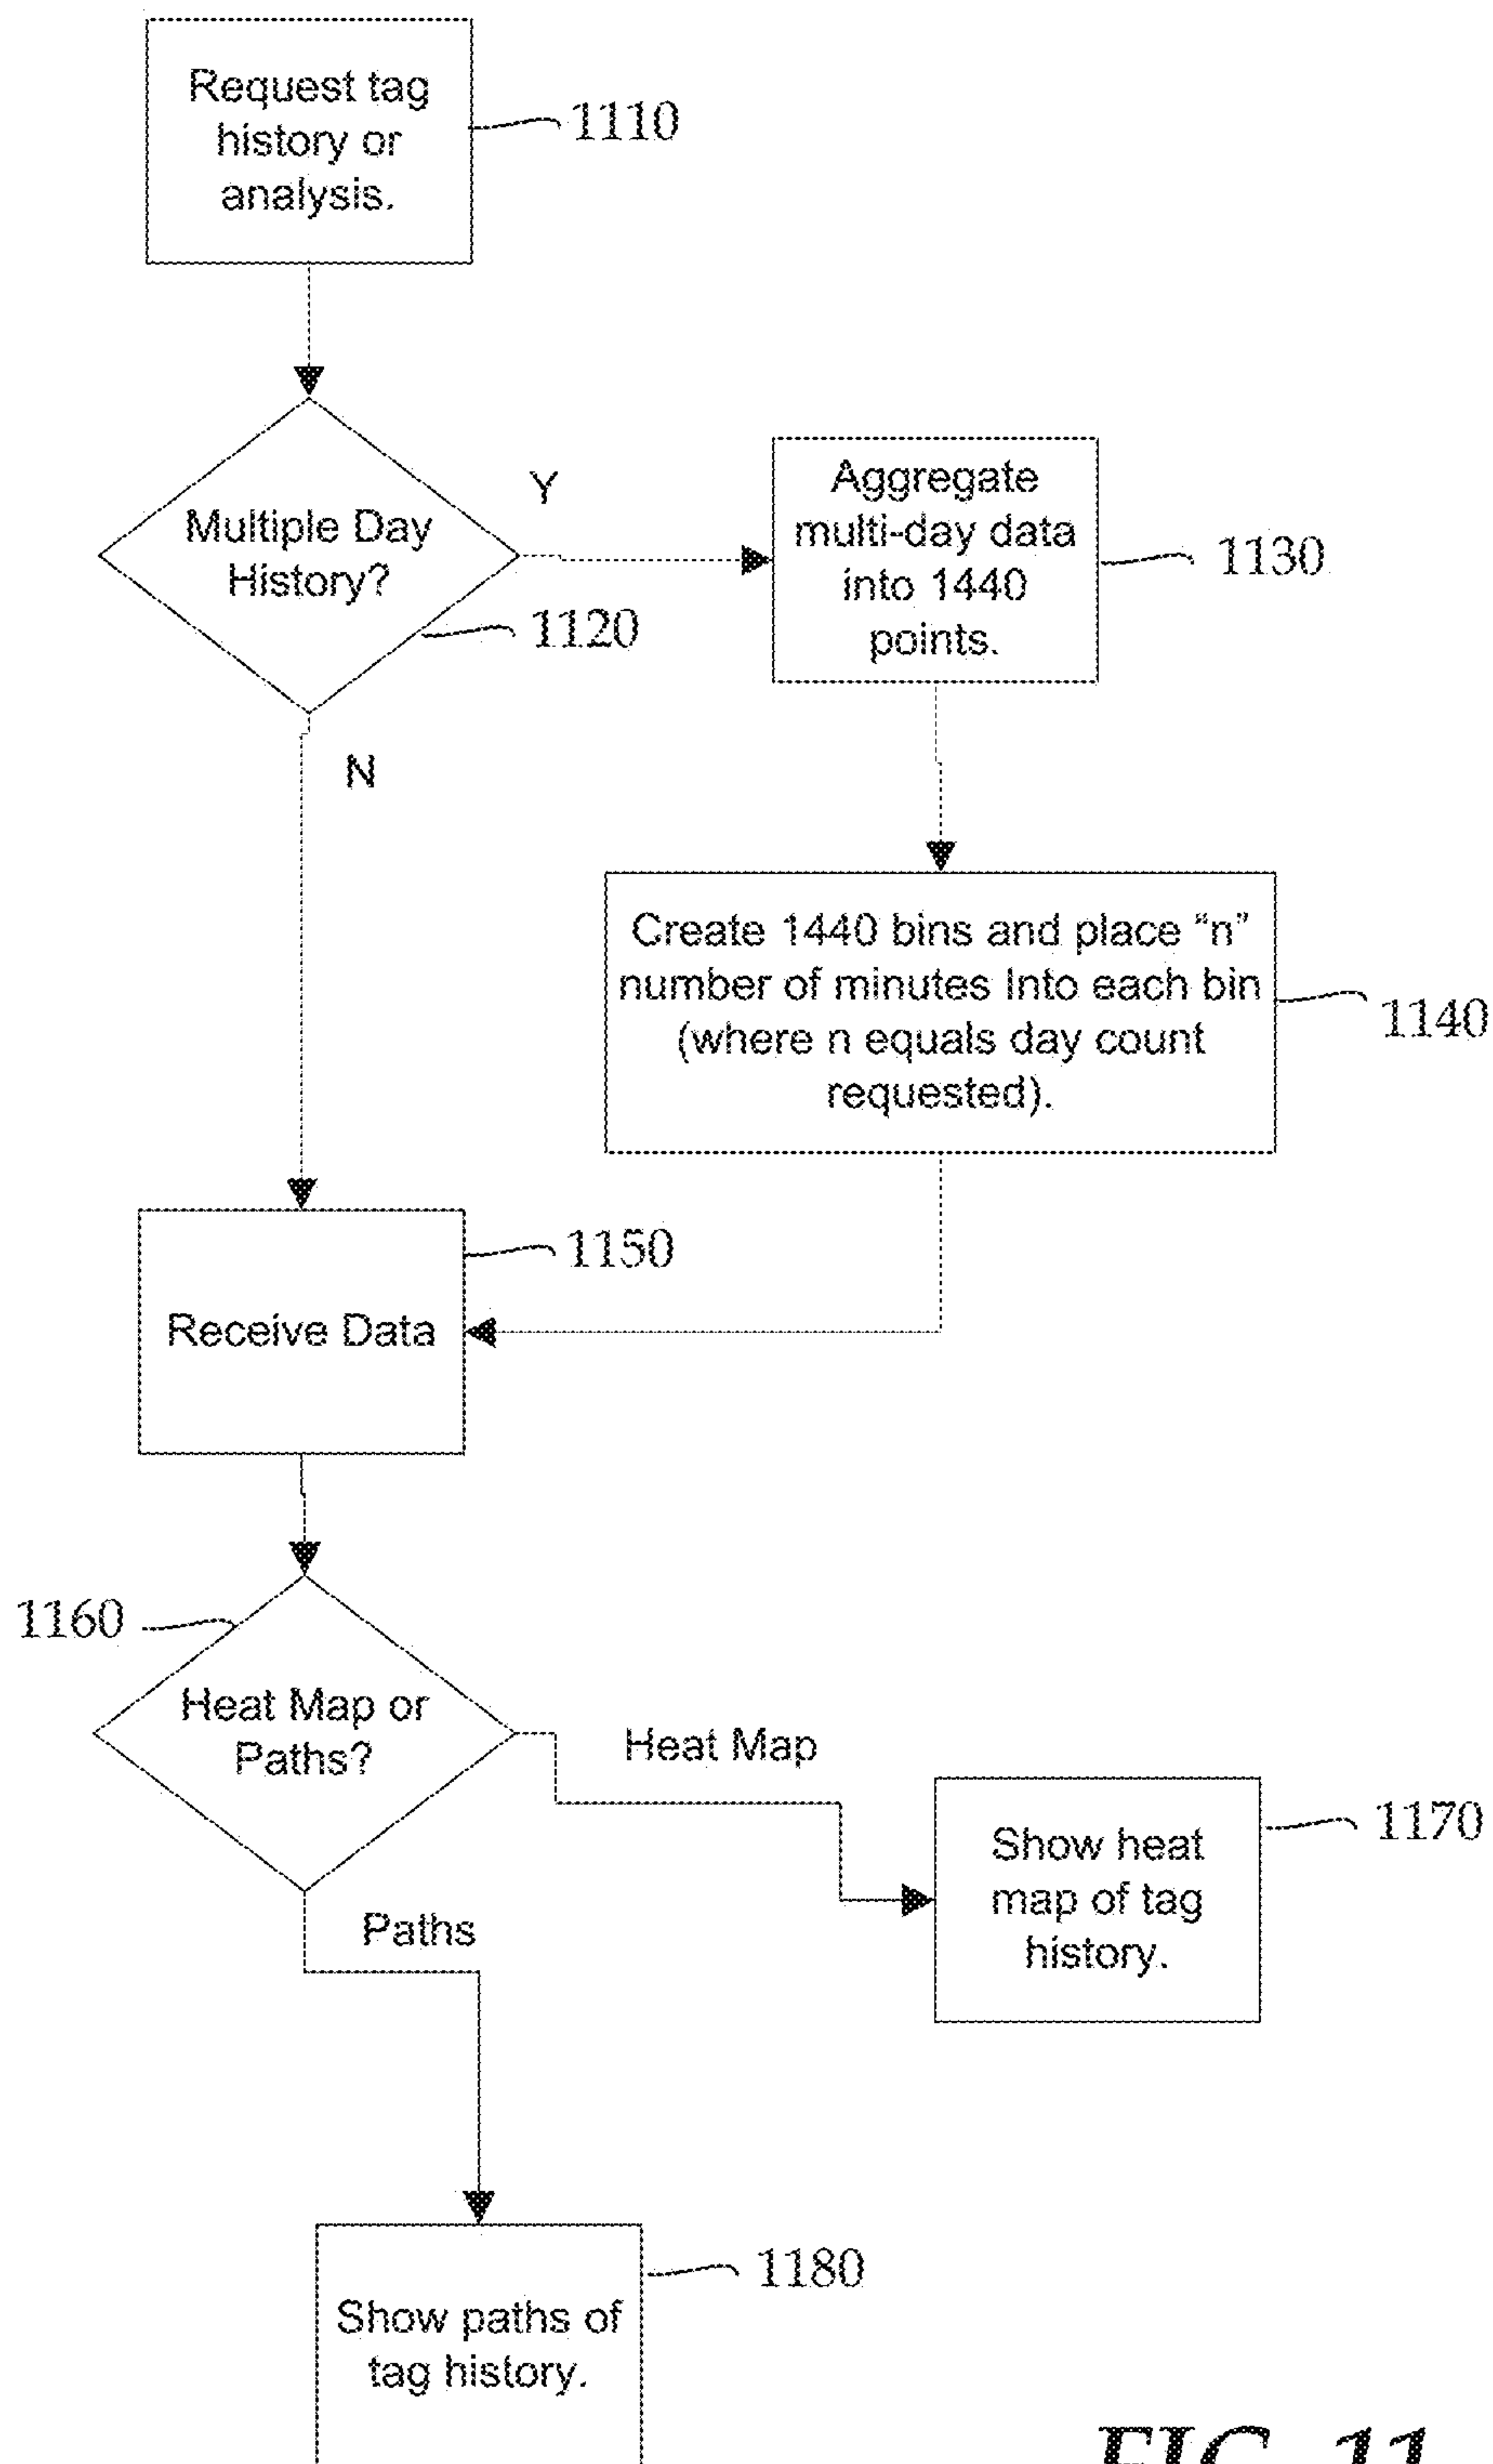 Request tag
history or
analysis.
1110
Multiple Day
History?
1120
Y
N
Aggregate
multi-day data
into 1440
points.
1130
Create 1440 bins and place “n”
number of minutes Into each bin
(where n equals day count
requested).
1140
Receive Data
1150
1160
Heat Map or
Paths?
Heat Map
Show heat
map of tag
history.
1170
Paths
Show paths of
tag history.
1180
FIG. 11